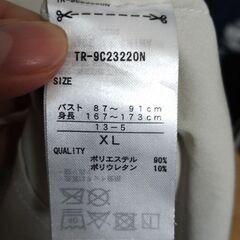 TR-9C23220N
SIZE
バスト 87～ 91cm
身長 167～173cm
13-5
XL
QUALITY
ポリエステル 90%
ポリウレタン 10%